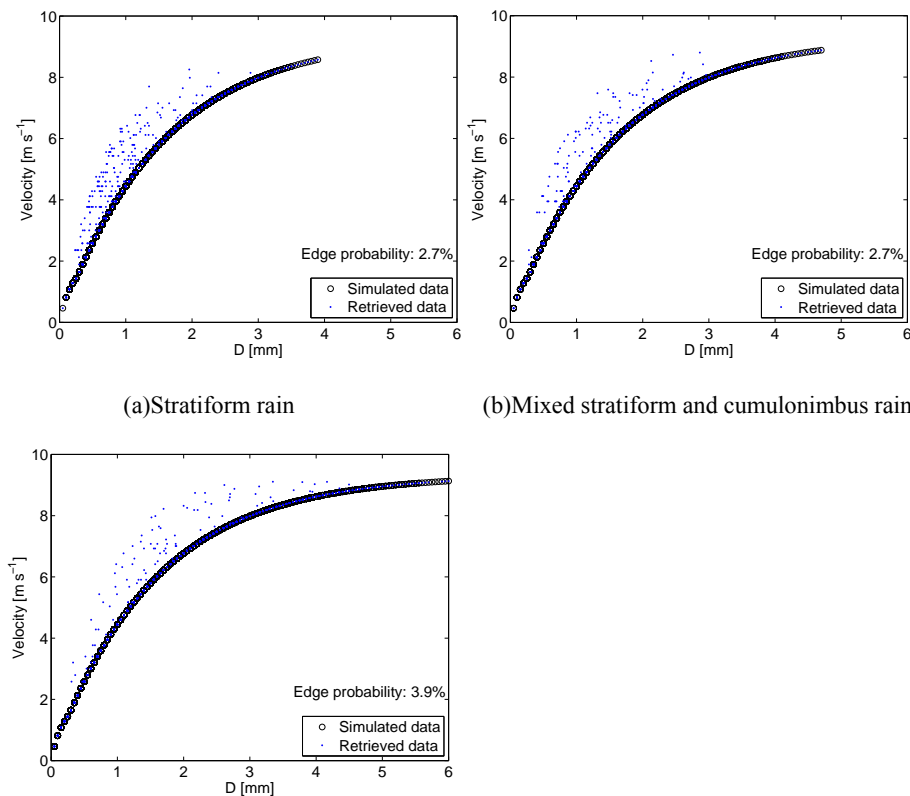 10
8
6
4
2
0
Velocity [m s⁻¹]
Edge probability: 2.7%
Simulated data
Retrieved data
0 1 2 3 4 5 6
D [mm]
(a)Stratiform rain
10
8
6
4
2
0
Velocity [m s⁻¹]
Edge probability: 2.7%
Simulated data
Retrieved data
0 1 2 3 4 5 6
D [mm]
(b)Mixed stratiform and cumulonimbus rain
10
8
6
4
2
0
Velocity [m s⁻¹]
Edge probability: 3.9%
Simulated data
Retrieved data
0 1 2 3 4 5 6
D [mm]